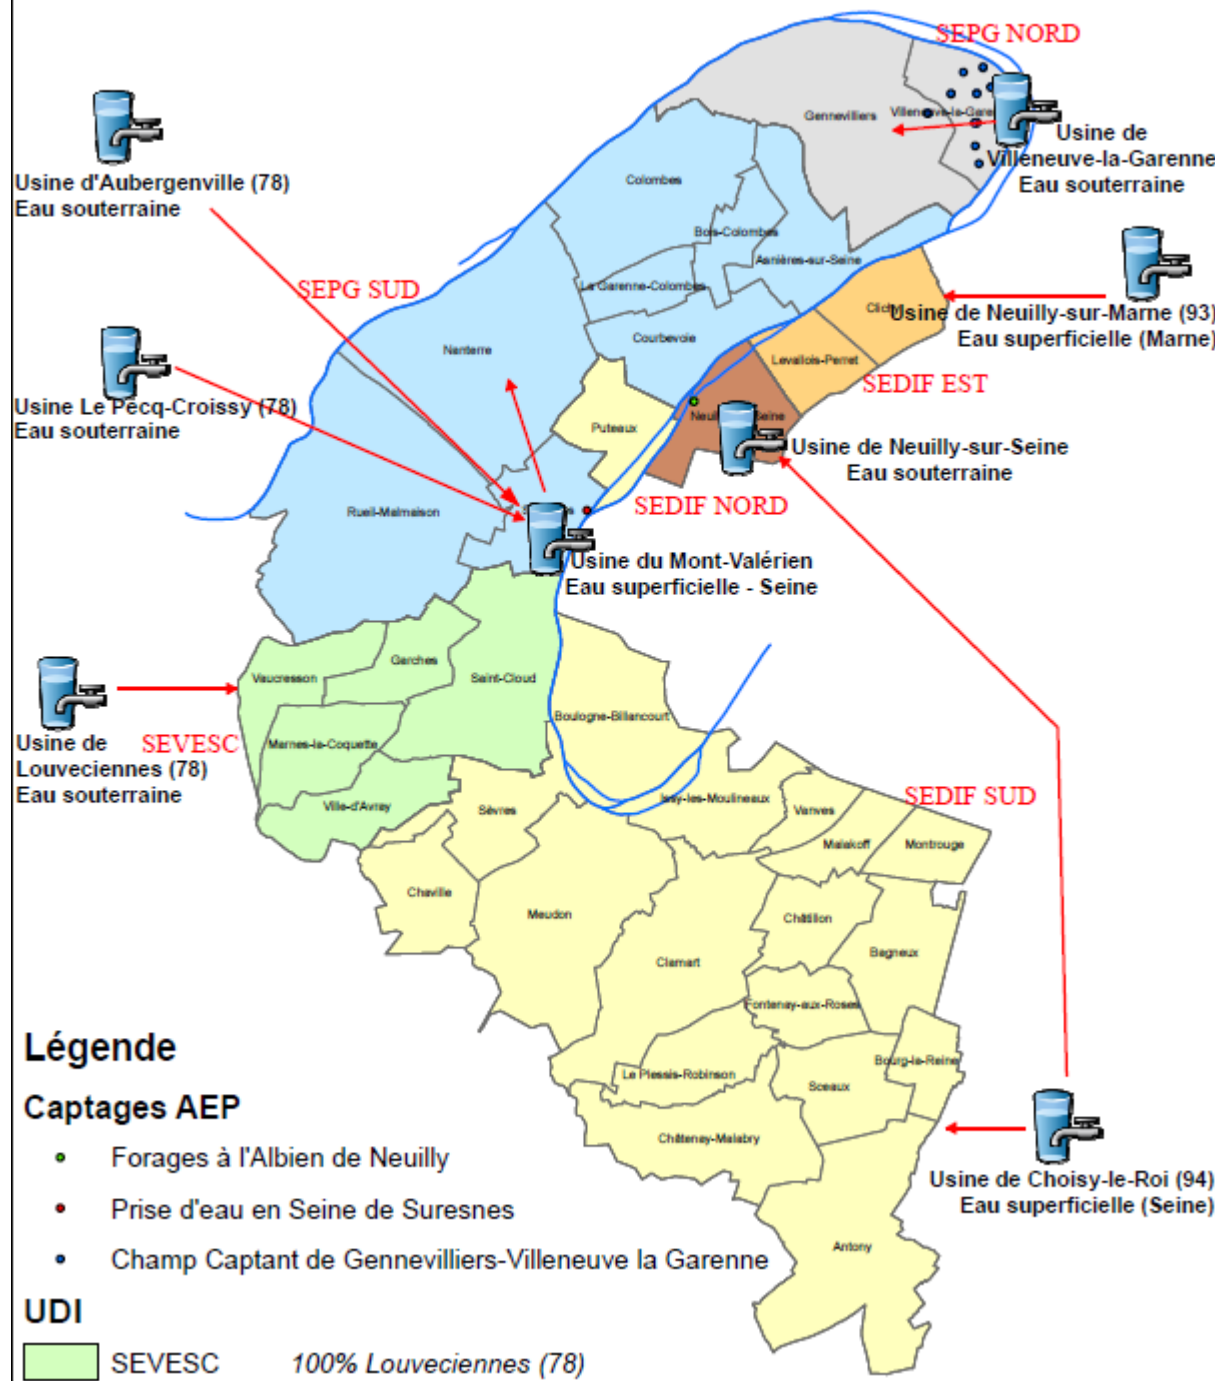 SEPG NORD
Gennevilliers
Usine de
Villeneuve-la-Garenne
Eau souterraine
Usine d'Aubergenville (78)
Eau souterraine
Colombes
Bois-Colombes
Asnières-sur-Seine
SEPG SUD
La Garenne-Colombes
Usine de Neuilly-sur-Marne (93)
Eau superficielle (Marne)
Courbevoie
Nanterre
Levallois-Perret
SEDIF EST
Usine Le Pecq-Croissy (78)
Eau souterraine
Puteaux
Usine de Neuilly-sur-Seine
Eau souterraine
SEDIF NORD
Rueil-Malmaison
Usine du Mont-Valérien
Eau superficielle - Seine
Garches
Vaucresson
Saint-Cloud
Boulogne-Billancourt
Marnes-la-Coquette
SEVESC
Usine de
Louveciennes (78)
Eau souterraine
Ville-d'Avray
Sèvres
Issy-les-Moulineaux
Vanves
SEDIF SUD
Malakoff
Montrouge
Chaville
Meudon
Châtillon
Bagneux
Clamart
Fontenay-aux-Roses
Bourg-la-Reine
Le Plessis-Robinson
Sceaux
Châtenay-Malabry
Usine de Choisy-le-Roi (94)
Eau superficielle (Seine)
Antony
Légende
Captages AEP
Forages à l'Albien de Neuilly
Prise d'eau en Seine de Suresnes
Champ Captant de Gennevilliers-Villeneuve la Garenne
UDI
SEVESC 100% Louveciennes (78)